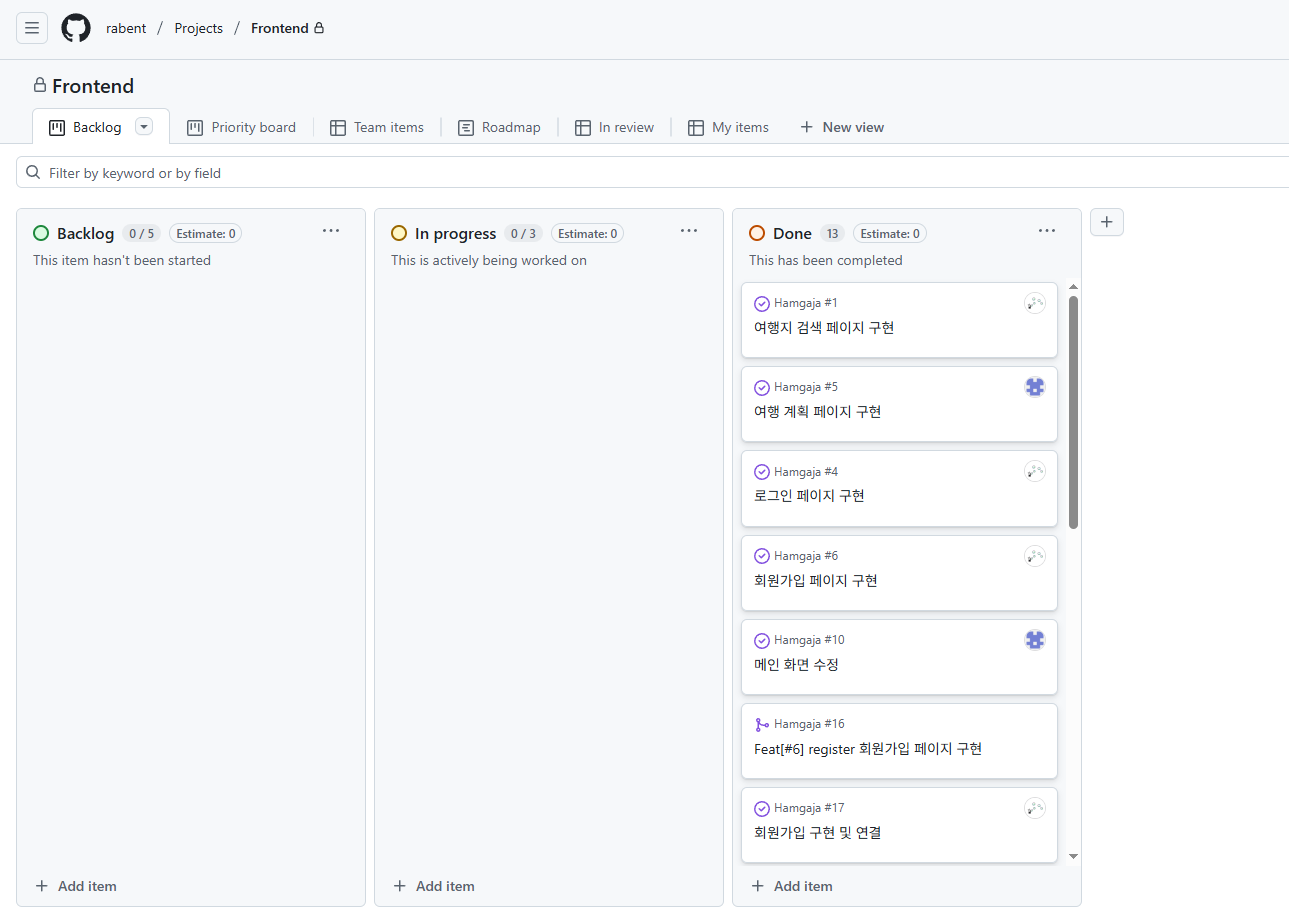 rabent / Projects / Frontend
Frontend
Backlog Priority board Team items Roadmap In review My items + New view
Filter by keyword or by field
Backlog 0 / 5 Estimate: 0
This item hasn't been started
+ Add item
In progress 0 / 3 Estimate: 0
This is actively being worked on
+ Add item
Done 13 Estimate: 0
This has been completed
Hamgaja #1
여행지 검색 페이지 구현
Hamgaja #5
여행 계획 페이지 구현
Hamgaja #4
로그인 페이지 구현
Hamgaja #6
회원가입 페이지 구현
Hamgaja #10
메인 화면 수정
Hamgaja #16
Feat[#6] register 회원가입 페이지 구현
Hamgaja #17
회원가입 구현 및 연결
+ Add item